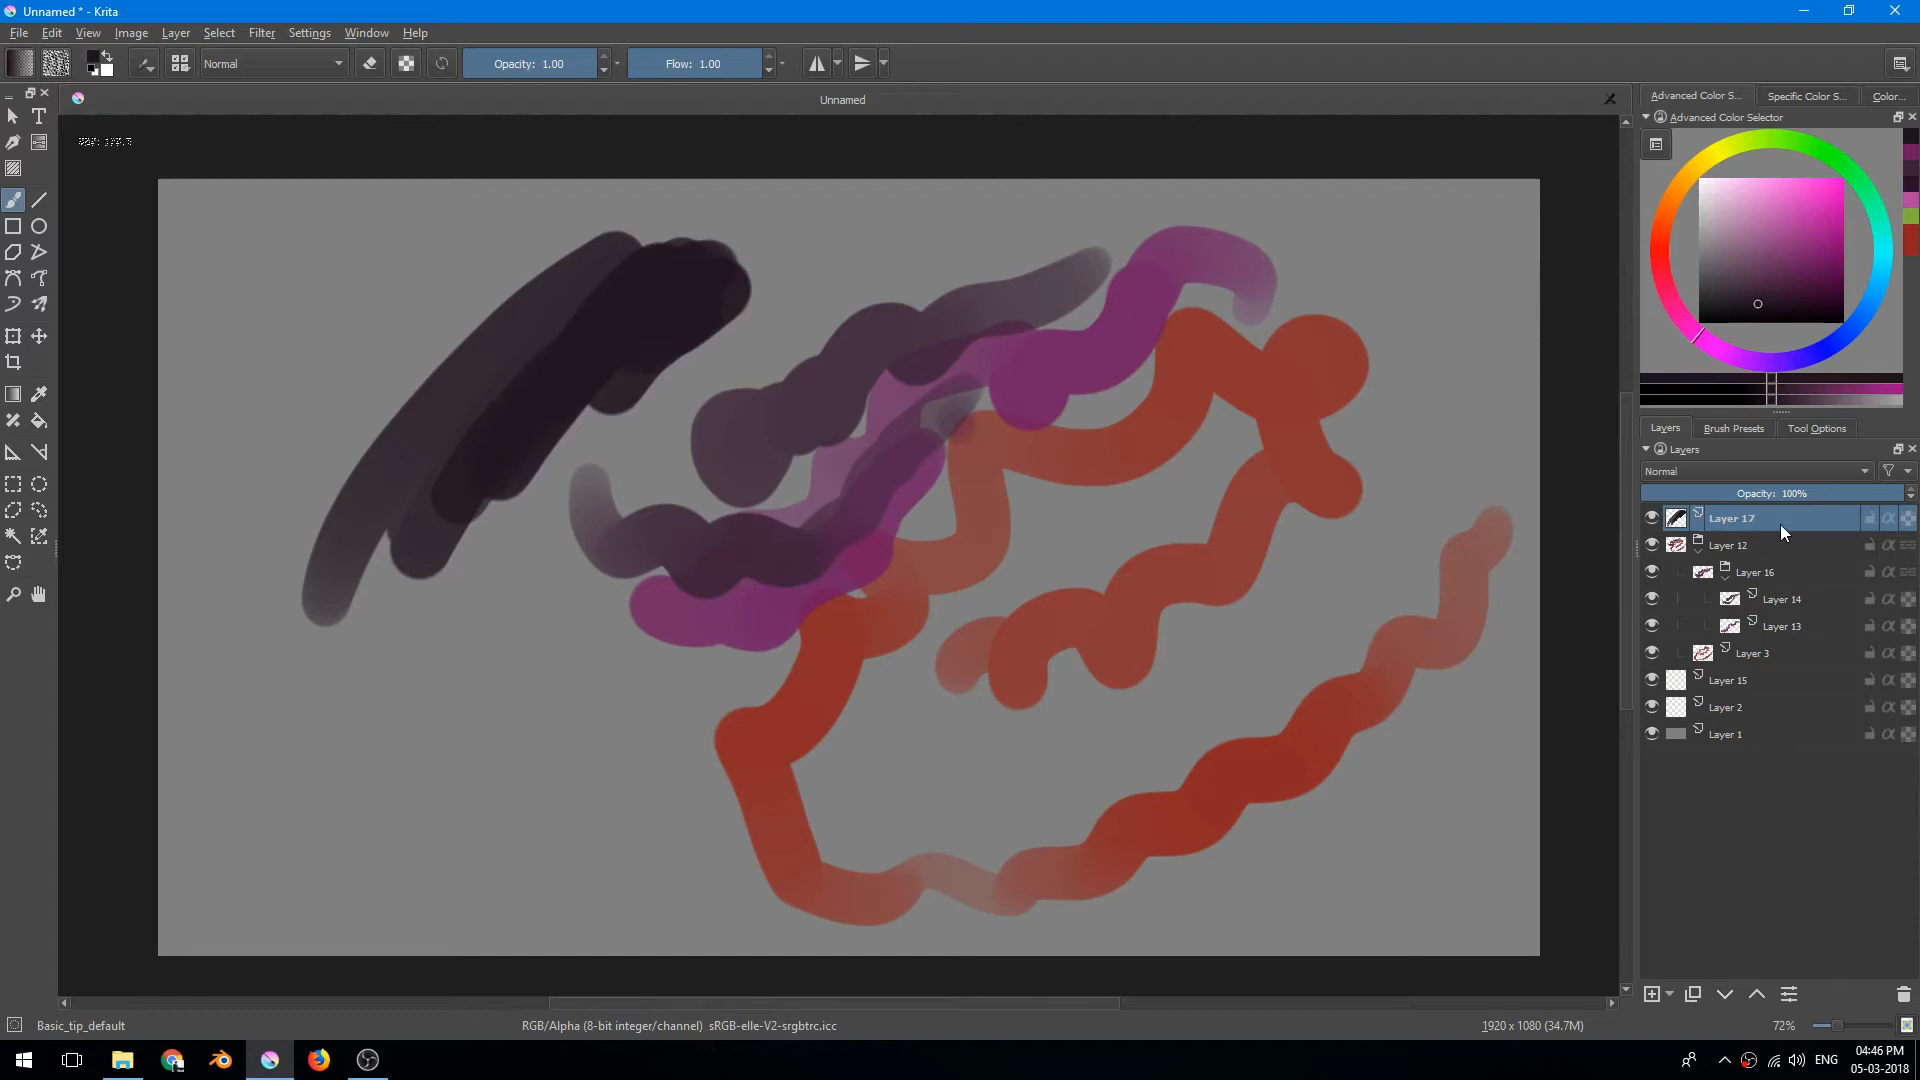 Unnamed * - Krita
File Edit View Image Layer Select Filter Settings Window Help
Normal Opacity: 1.00 Flow: 1.00
Unnamed
Advanced Color S... Specific Color S... Color...
Advanced Color Selector
Layers Brush Presets Tool Options
Layers
Normal
Opacity: 100%
Layer 17
Layer 12
Layer 16
Layer 14
Layer 13
Layer 3
Layer 15
Layer 2
Layer 1
Basic_tip_default RGB/Alpha (8-bit integer/channel) sRGB-elle-V2-srgbtrc.icc 1920 x 1080 (34.7M) 72%
ENG
04:46 PM
05-03-2018